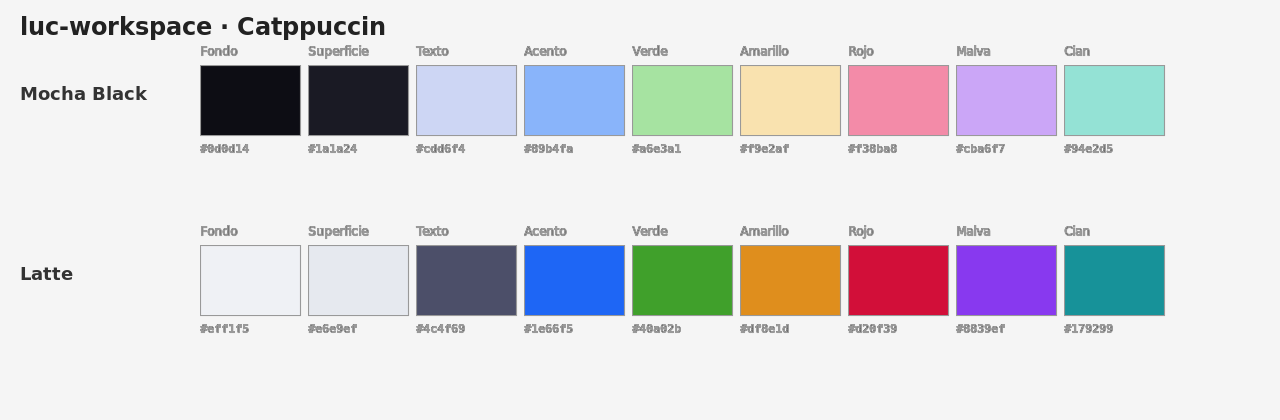 luc-workspace · Catppuccin
Fondo Superficie Texto Acento Verde Amarillo Rojo Malva Cian
Mocha Black
#0d0d14 #1a1a24 #cdd6f4 #89b4fa #a6e3a1 #f9e2af #f38ba8 #cba6f7 #94e2d5
Fondo Superficie Texto Acento Verde Amarillo Rojo Malva Cian
Latte
#eff1f5 #e6e9ef #4c4f69 #1e66f5 #40a02b #df8e1d #d20f39 #8839ef #179299